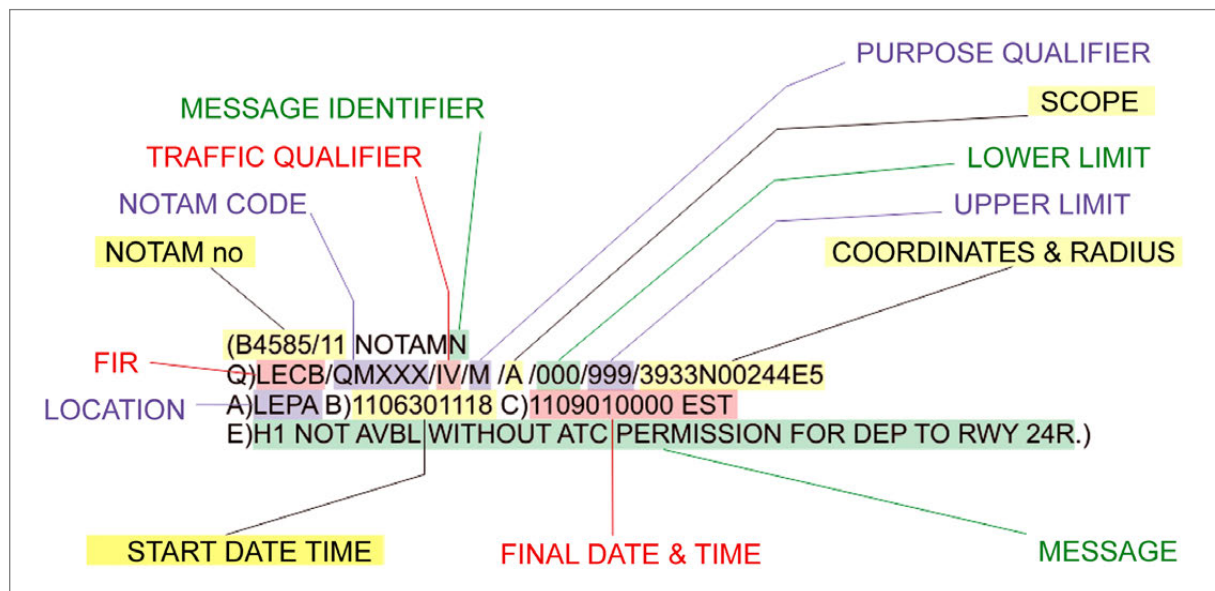 PURPOSE QUALIFIER
SCOPE
MESSAGE IDENTIFIER
TRAFFIC QUALIFIER
LOWER LIMIT
NOTAM CODE
UPPER LIMIT
NOTAM no
COORDINATES & RADIUS
(B4585/11 NOTAMN
FIR
Q)LECB/QMXXX/IV/M /A /000/999/3933N00244E5
LOCATION
A)LEPA B)1106301118 C)1109010000 EST
E)H1 NOT AVBL WITHOUT ATC PERMISSION FOR DEP TO RWY 24R.)
START DATE TIME
FINAL DATE & TIME
MESSAGE